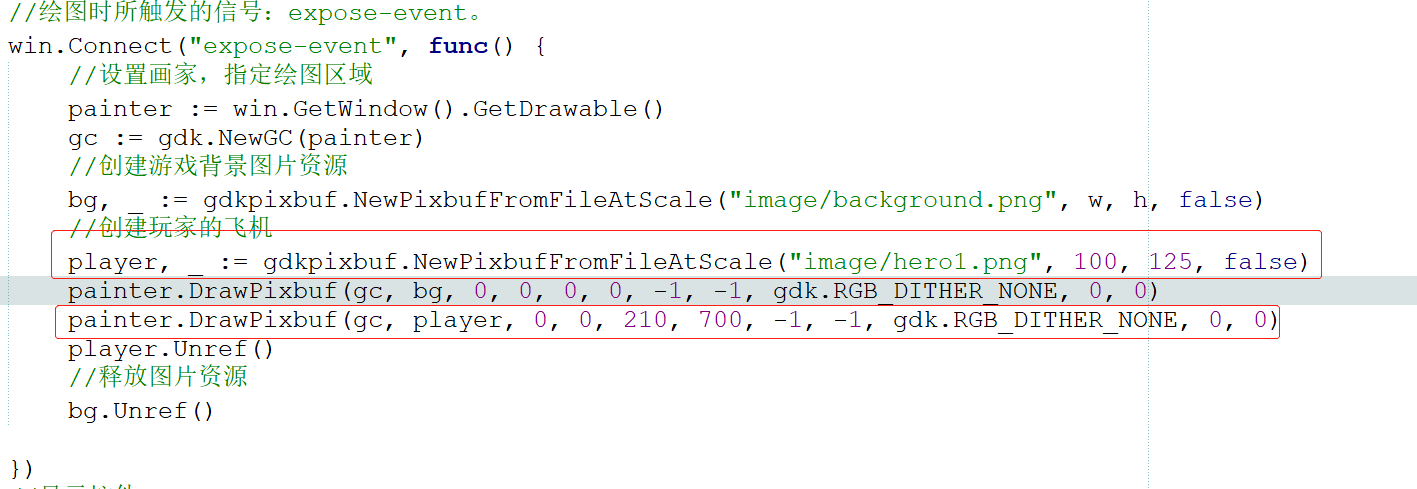 //绘图时所触发的信号：expose-event。
win.Connect("expose-event", func() {
    //设置画家，指定绘图区域
    painter := win.GetWindow().GetDrawable()
    gc := gdk.NewGC(painter)
    //创建游戏背景图片资源
    bg, _ := gdkpixbuf.NewPixbufFromFileAtScale("image/background.png", w, h, false)
    //创建玩家的飞机
    player, _ := gdkpixbuf.NewPixbufFromFileAtScale("image/hero1.png", 100, 125, false)
    painter.DrawPixbuf(gc, bg, 0, 0, 0, 0, -1, -1, gdk.RGB_DITHER_NONE, 0, 0)
    painter.DrawPixbuf(gc, player, 0, 0, 210, 700, -1, -1, gdk.RGB_DITHER_NONE, 0, 0)
    player.Unref()
    //释放图片资源
    bg.Unref()
})